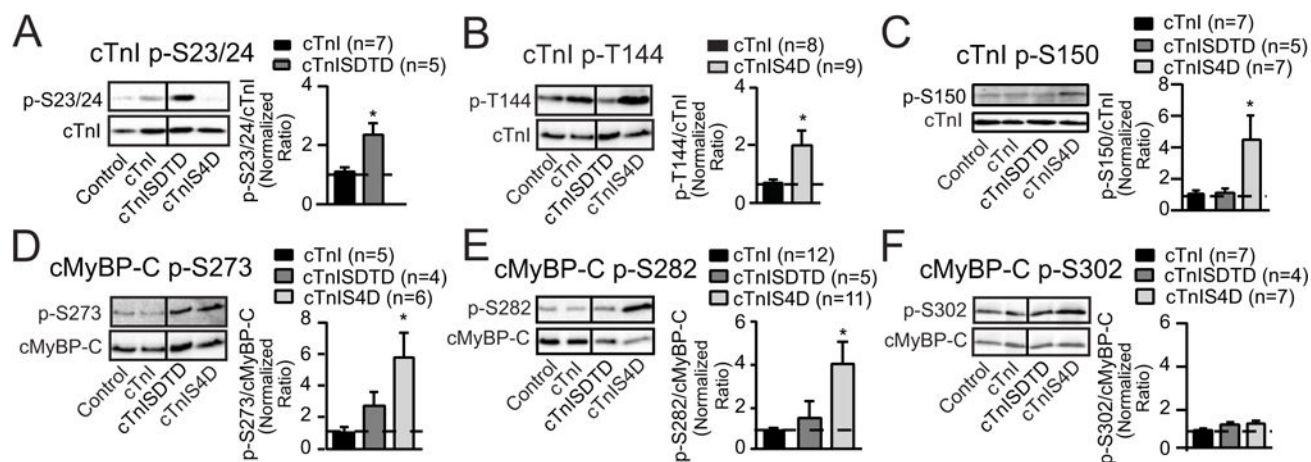 A
cTnI p-S23/24
cTnI (n=7)
cTnISDTD (n=5)
p-S23/24
cTnI
Control
cTnI
cTnISDTD
cTnIS4D
p-S23/24/cTnI
(Normalized
Ratio)
4
2
0
*
B
cTnI p-T144
cTnI (n=8)
cTnIS4D (n=9)
p-T144
cTnI
Control
cTnI
cTnISDTD
cTnIS4D
p-T144/cTnI
(Normalized
Ratio)
4
2
0
*
C
cTnI p-S150
cTnI (n=7)
cTnISDTD (n=5)
cTnIS4D (n=7)
p-S150
cTnI
Control
cTnI
cTnISDTD
cTnIS4D
p-S150/cTnI
(Normalized
Ratio)
8
6
4
2
0
*
D
cMyBP-C p-S273
cTnI (n=5)
cTnISDTD (n=4)
cTnIS4D (n=6)
p-S273
cMyBP-C
Control
cTnI
cTnISDTD
cTnIS4D
p-S273/cMyBP-C
(Normalized
Ratio)
8
6
4
2
0
*
E
cMyBP-C p-S282
cTnI (n=12)
cTnISDTD (n=5)
cTnIS4D (n=11)
p-S282
cMyBP-C
Control
cTnI
cTnISDTD
cTnIS4D
p-S282/cMyBP-C
(Normalized
Ratio)
6
4
2
0
*
F
cMyBP-C p-S302
cTnI (n=7)
cTnISDTD (n=4)
cTnIS4D (n=7)
p-S302
cMyBP-C
Control
cTnI
cTnISDTD
cTnIS4D
p-S302/cMyBP-C
(Normalized
Ratio)
6
4
2
0